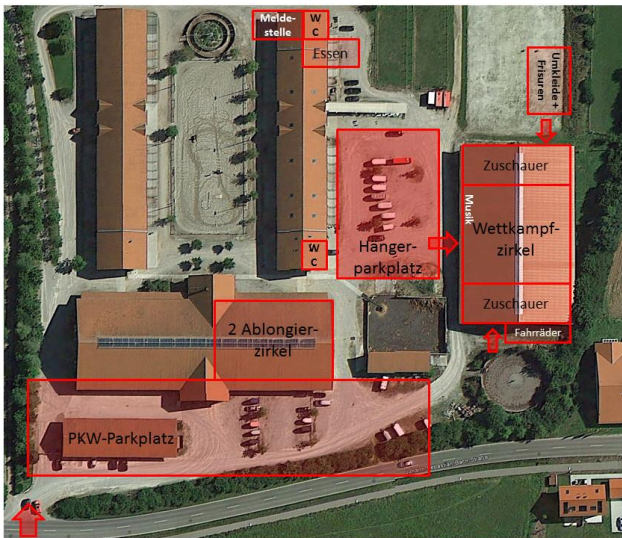 Melde-
stelle
W
C
Essen
Umkleide +
Frisuren
Zuschauer
Musik
Wettkampf-
zirkel
Hänger-
parkplatz
W
C
Zuschauer
Fahrräder
2 Ablongier-
zirkel
PKW-Parkplatz